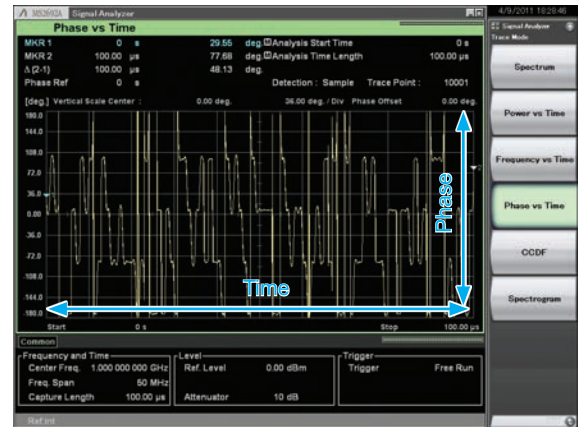 MS2692A Signal Analyzer
4/9/2011 18:28:46
Phase vs Time
MKR 1 0 s 29.55 deg. Analysis Start Time 0 s
MKR 2 100.00 µs 77.68 deg. Analysis Time Length 100.00 µs
Δ (2-1) 100.00 µs 48.13 deg.
Phase Ref 0 s Detection : Sample Trace Point : 10001
[deg.] Vertical Scale Center : 0.00 deg. 36.00 deg. / Div Phase Offset 0.00 deg.
180.0
144.0
108.0
72.0
36.0
0.00
-36.0
-72.0
-108.0
-144.0
-180.0
2
Phase
Time
Start 0 s Stop 100.00 µs
Common
Frequency and Time
Center Freq. 1.000 000 000 GHz
Freq. Span 50 MHz
Capture Length 100.00 µs
Level
Ref. Level 0.00 dBm
Attenuator 10 dB
Trigger
Trigger Free Run
Ref.Int
Signal Analyzer
Trace Mode
Spectrum
Power vs Time
Frequency vs Time
Phase vs Time
CCDF
Spectrogram